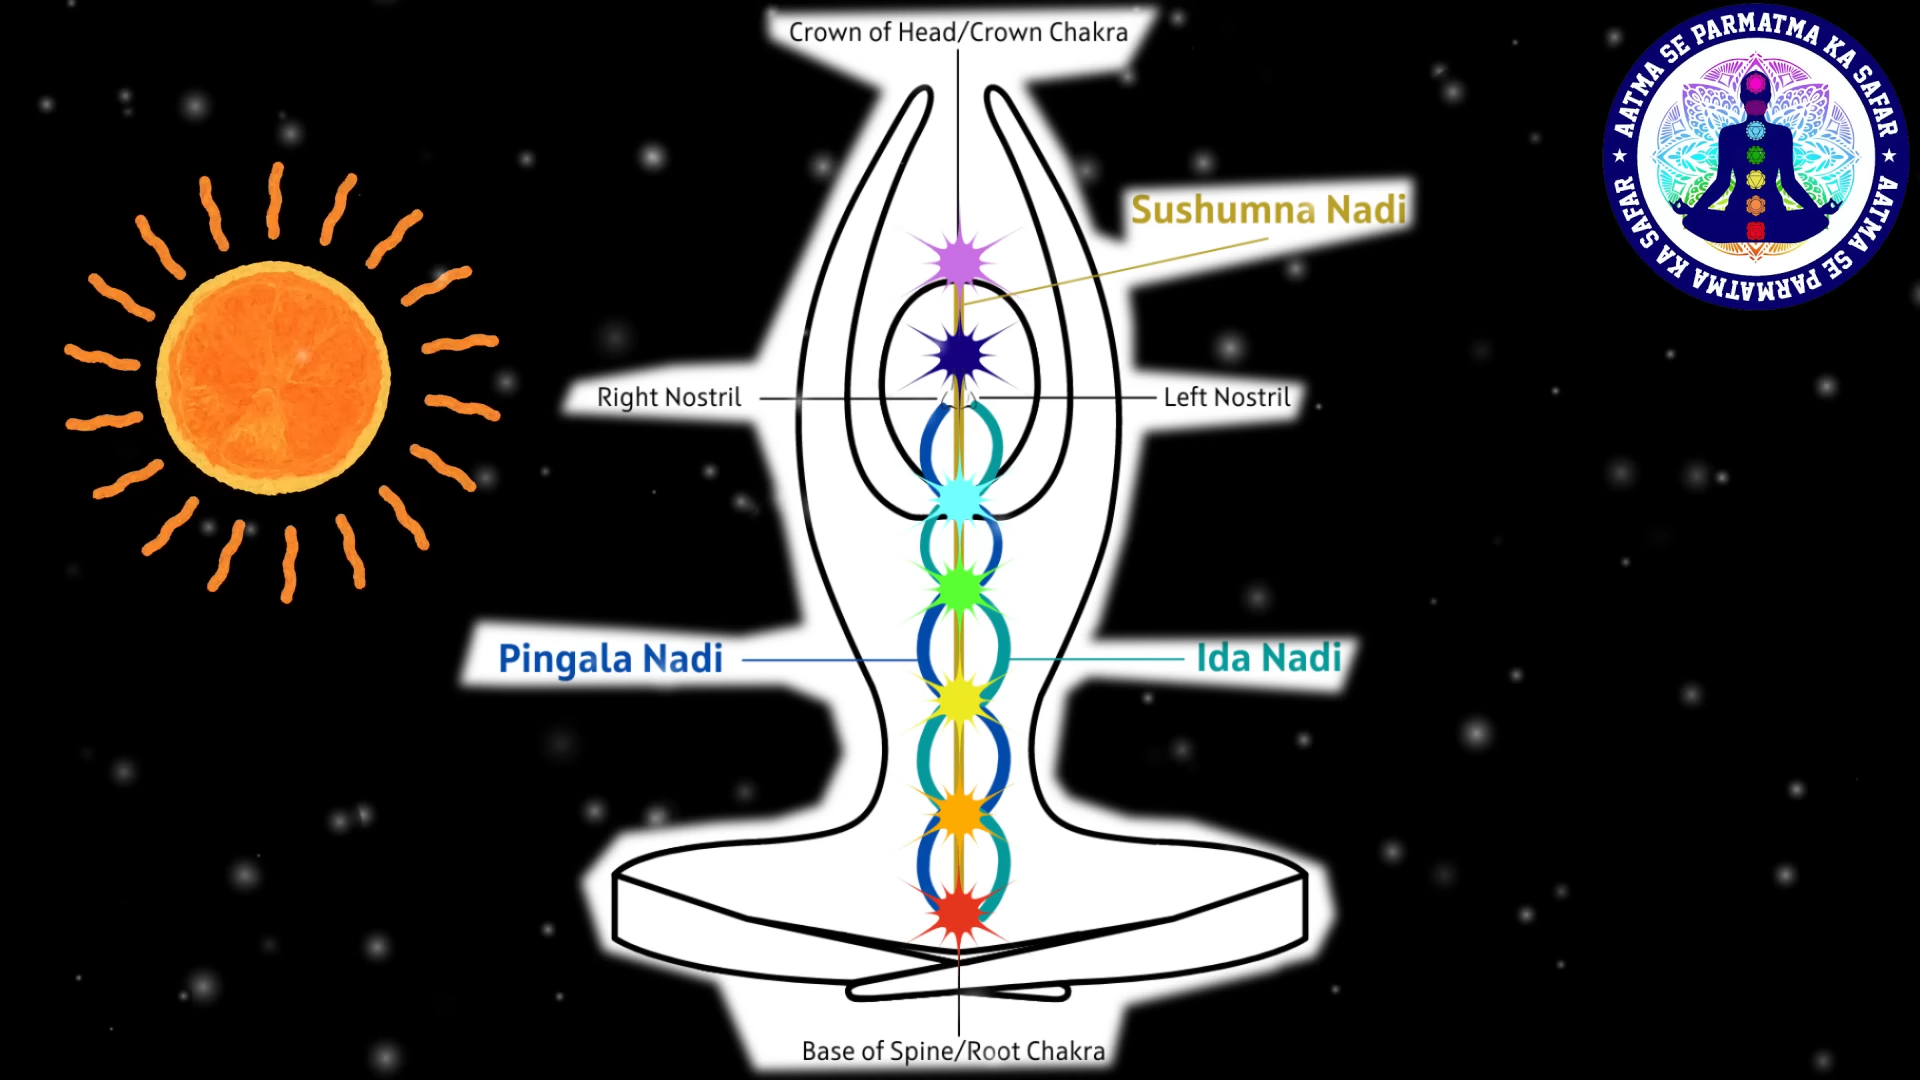 Crown of Head/Crown Chakra
AATMA SE PARMATMA KA SAFAR
AATMA SE PARMATMA KA SAFAR
Sushumna Nadi
Right Nostril
Left Nostril
Pingala Nadi
Ida Nadi
Base of Spine/Root Chakra